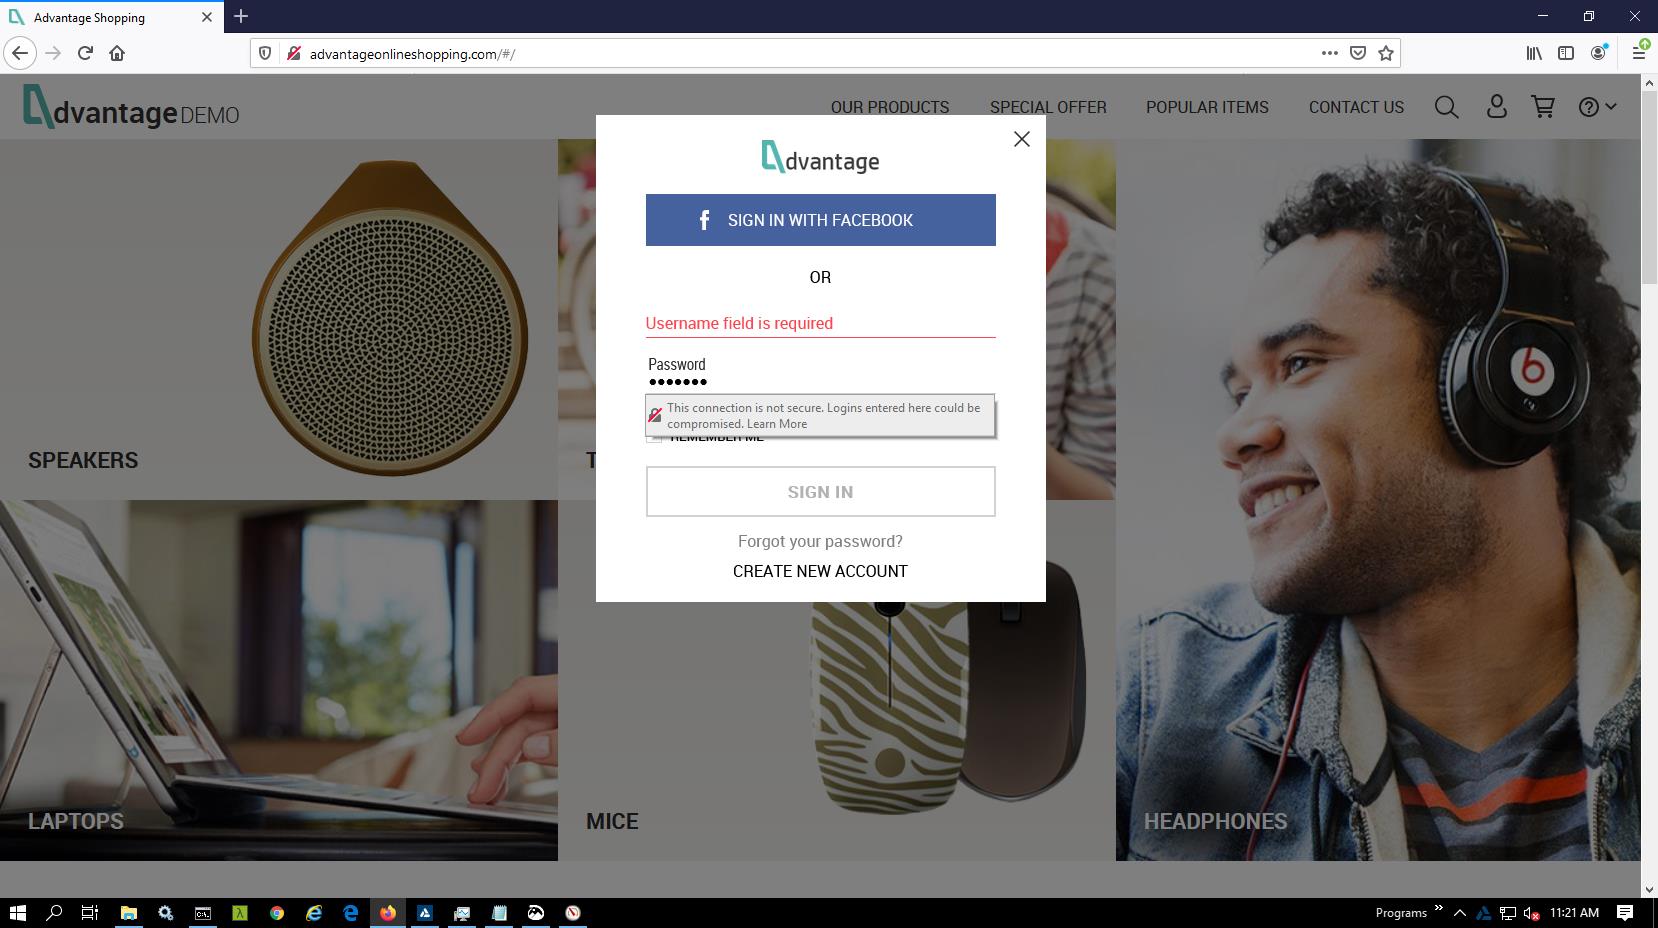 Advantage Shopping
advantageonlineshopping.com/#/
Advantage DEMO
OUR PRODUCTS
SPECIAL OFFER
POPULAR ITEMS
CONTACT US
Advantage
f SIGN IN WITH FACEBOOK
OR
Username field is required
Password
This connection is not secure. Logins entered here could be
compromised. Learn More
REMEMBER ME
SIGN IN
Forgot your password?
CREATE NEW ACCOUNT
SPEAKERS
T
LAPTOPS
MICE
HEADPHONES
Programs
11:21 AM